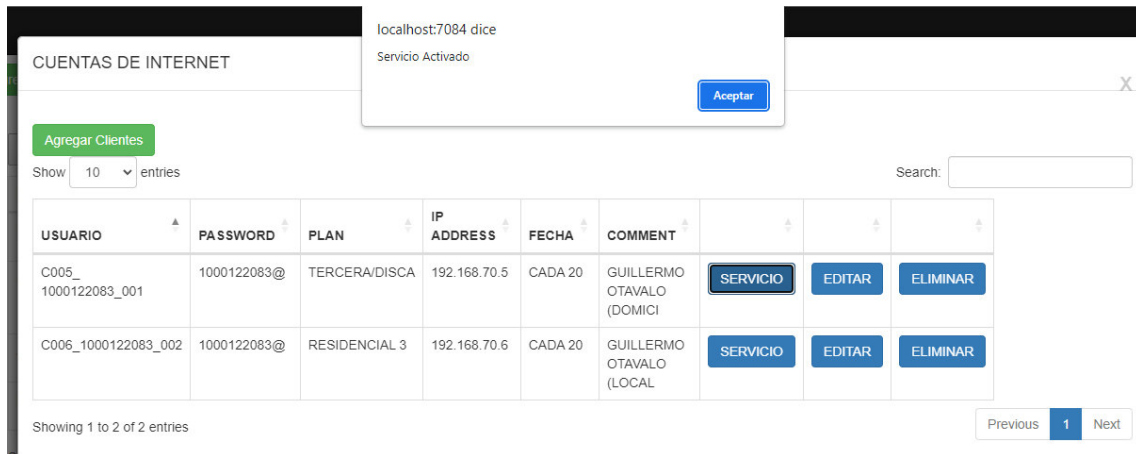 localhost:7084 dice
Servicio Activado
Aceptar
CUENTAS DE INTERNET
X
Agregar Clientes
Show 10 entries
Search:
USUARIO PASSWORD PLAN IP ADDRESS FECHA COMMENT
C005_ 1000122083_001 1000122083@ TERCERA/DISCA 192.168.70.5 CADA 20 GUILLERMO OTAVALO (DOMICI SERVICIO EDITAR ELIMINAR
C006_1000122083_002 1000122083@ RESIDENCIAL 3 192.168.70.6 CADA 20 GUILLERMO OTAVALO (LOCAL SERVICIO EDITAR ELIMINAR
Showing 1 to 2 of 2 entries
Previous 1 Next